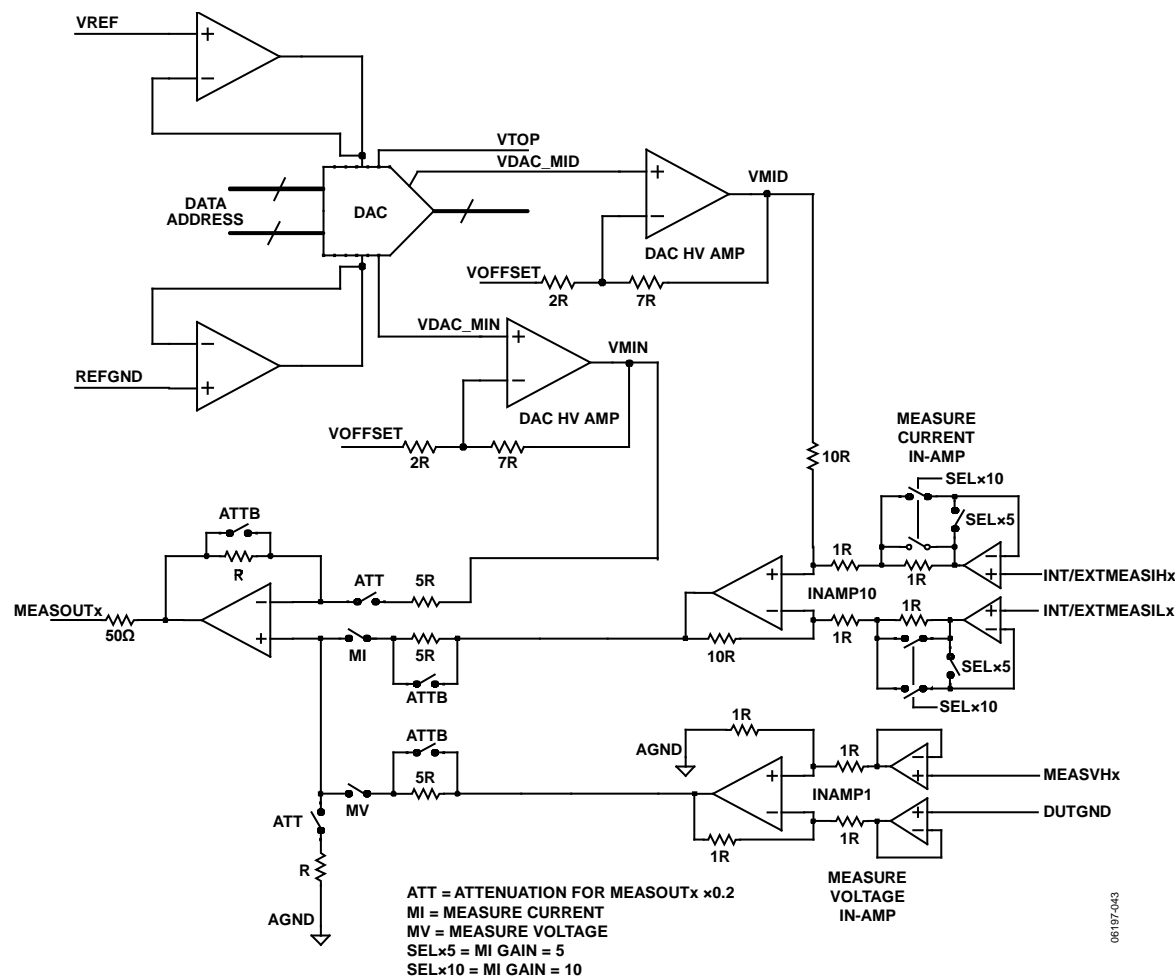 VREF
+
−
VTOP
VDAC_MID
DATA
ADDRESS
DAC
+
−
VMID
DAC HV AMP
VOFFSET
2R
7R
−
+
REFGND
VDAC_MIN
+
−
VMIN
DAC HV AMP
VOFFSET
2R
7R
10R
MEASURE
CURRENT
IN-AMP
SEL×10
SEL×5
1R
1R
−
+
INT/EXTMEASIHx
ATTB
R
ATT
5R
−
+
MEASOUTx
50Ω
MI
5R
ATTB
+
−
INAMP10
10R
1R
1R
+
−
INT/EXTMEASILx
SEL×5
SEL×10
ATTB
5R
MV
AGND
1R
+
−
INAMP1
1R
1R
1R
−
+
MEASVHx
+
−
DUTGND
ATT
R
AGND
MEASURE
VOLTAGE
IN-AMP
ATT = ATTENUATION FOR MEASOUTx ×0.2
MI = MEASURE CURRENT
MV = MEASURE VOLTAGE
SEL×5 = MI GAIN = 5
SEL×10 = MI GAIN = 10
06197-043